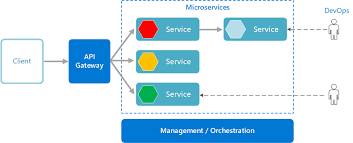 Microservices
DevOps
Client
API
Gateway
Service
Service
Service
Service
Management / Orchestration